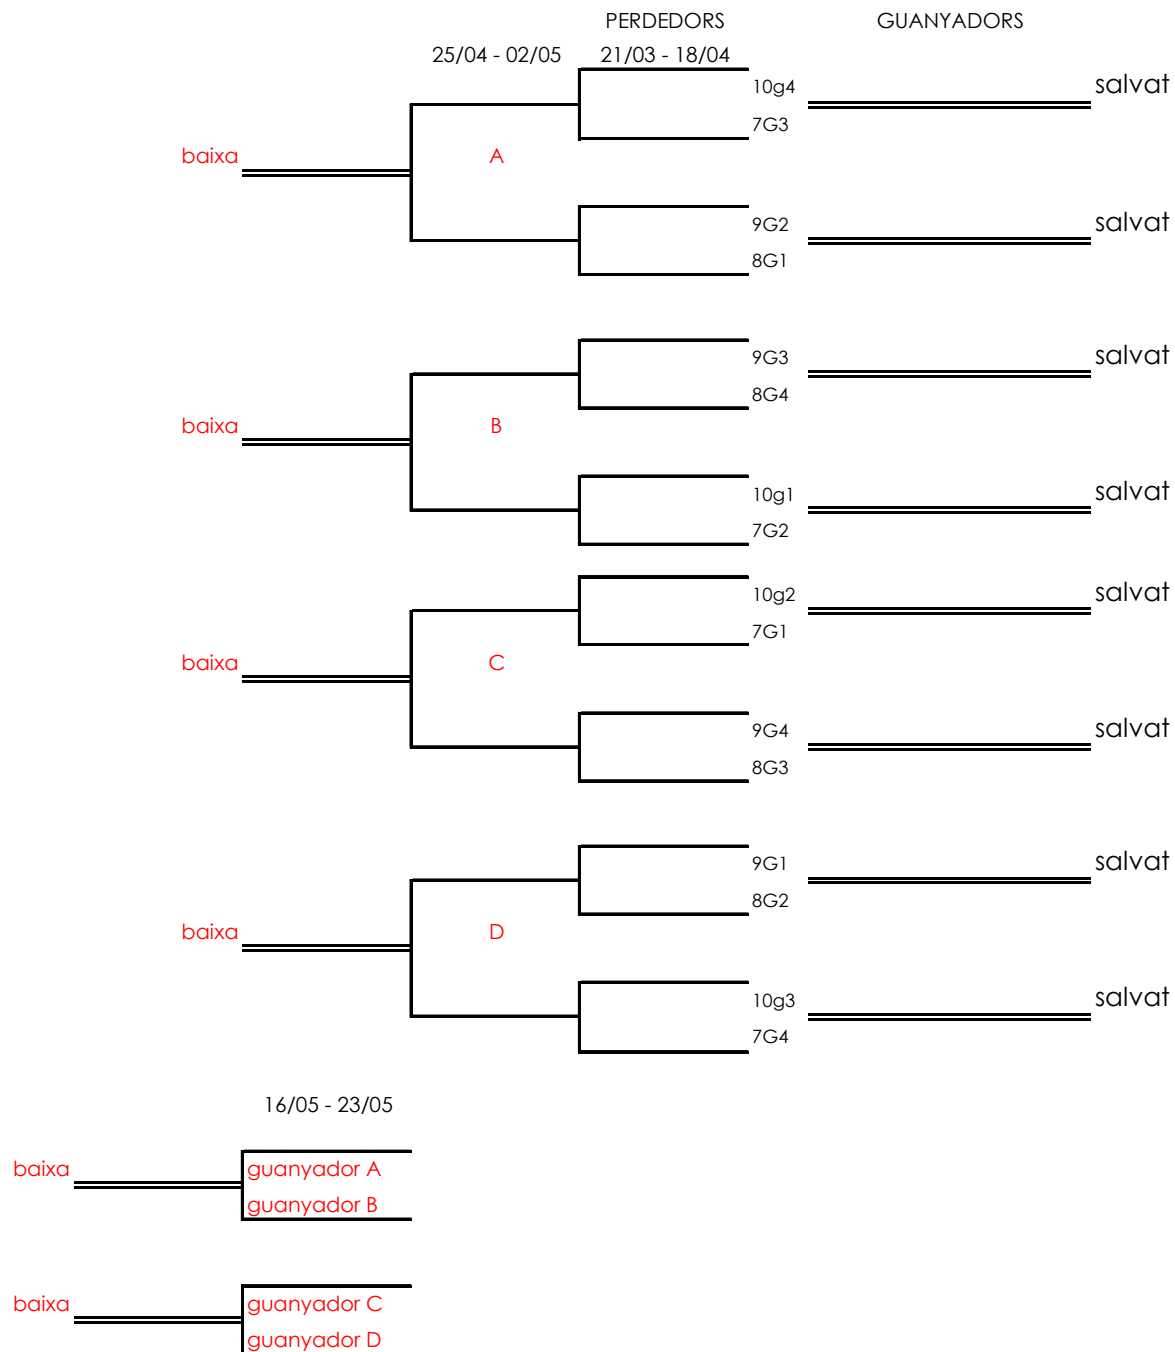 PERDEDORS GUANYADORS
25/04 - 02/05 21/03 - 18/04
10g4 salvat
7G3
baixa A
9G2 salvat
8G1
9G3 salvat
8G4
baixa B
10g1 salvat
7G2
10g2 salvat
7G1
baixa C
9G4 salvat
8G3
9G1 salvat
8G2
baixa D
10g3 salvat
7G4
16/05 - 23/05
baixa guanyador A
guanyador B
baixa guanyador C
guanyador D